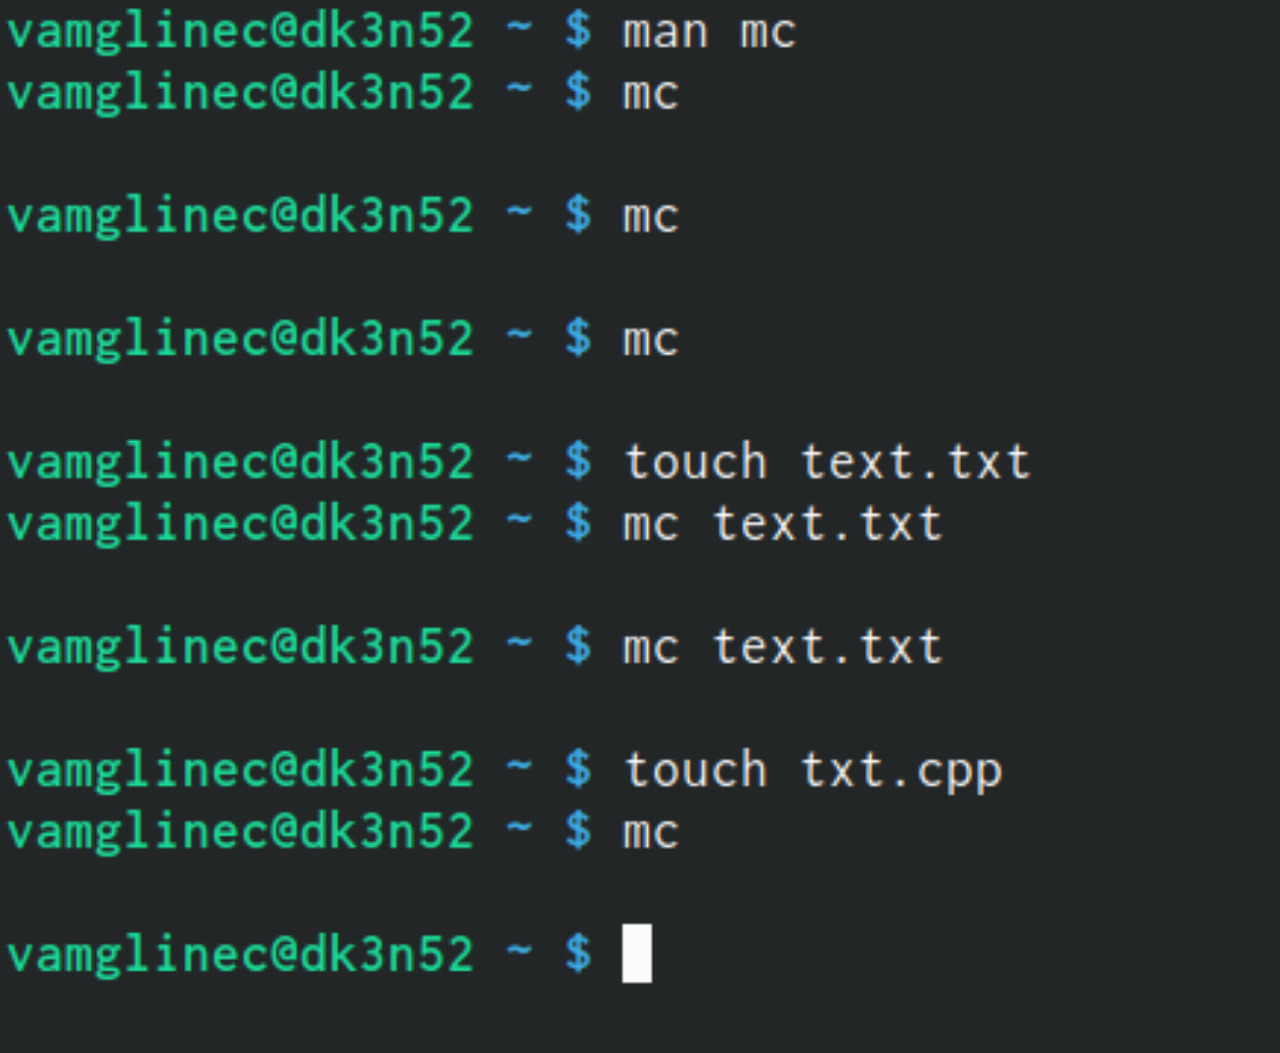 vamglinec@dk3n52 ~ $ man mc
vamglinec@dk3n52 ~ $ mc
vamglinec@dk3n52 ~ $ mc
vamglinec@dk3n52 ~ $ mc
vamglinec@dk3n52 ~ $ touch text.txt
vamglinec@dk3n52 ~ $ mc text.txt
vamglinec@dk3n52 ~ $ mc text.txt
vamglinec@dk3n52 ~ $ touch txt.cpp
vamglinec@dk3n52 ~ $ mc
vamglinec@dk3n52 ~ $